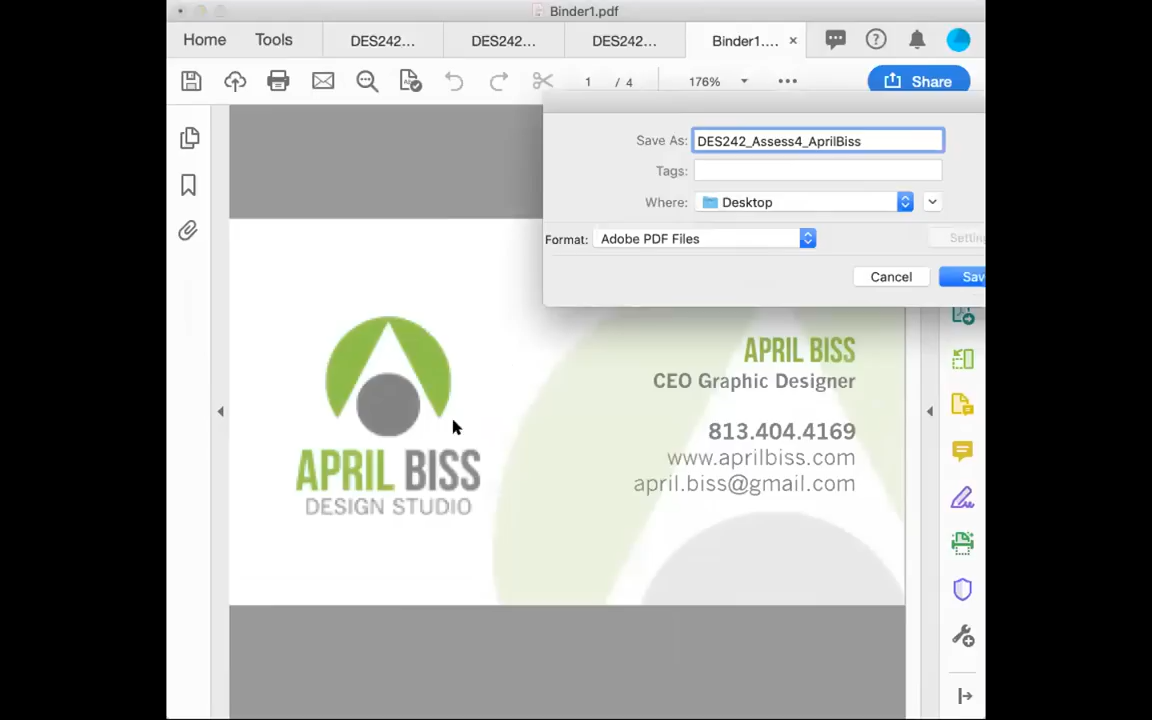 Binder1.pdf
Home Tools DES242... DES242... DES242... Binder1.... ×
1 / 4 176% Share
Save As: DES242_Assess4_AprilBiss
Tags:
Where: Desktop
Format: Adobe PDF Files Settin
Cancel Sav
APRIL BISS
DESIGN STUDIO
APRIL BISS
CEO Graphic Designer
813.404.4169
www.aprilbiss.com
april.biss@gmail.com